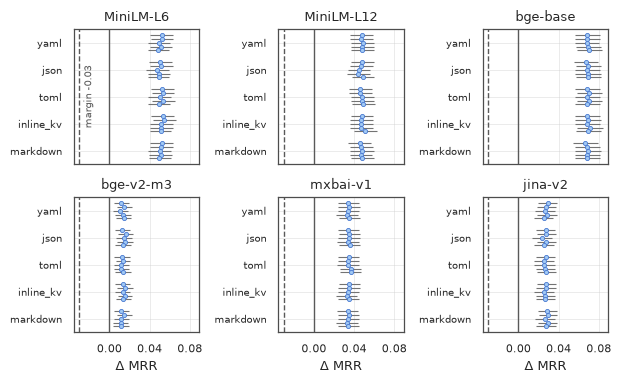 MiniLM-L6
MiniLM-L12
bge-base
yaml
json
toml
inline_kv
markdown
margin -0.03
yaml
json
toml
inline_kv
markdown
yaml
json
toml
inline_kv
markdown
bge-v2-m3
mxbai-v1
jina-v2
yaml
json
toml
inline_kv
markdown
yaml
json
toml
inline_kv
markdown
yaml
json
toml
inline_kv
markdown
0.00 0.04 0.08
0.00 0.04 0.08
0.00 0.04 0.08
Δ MRR
Δ MRR
Δ MRR